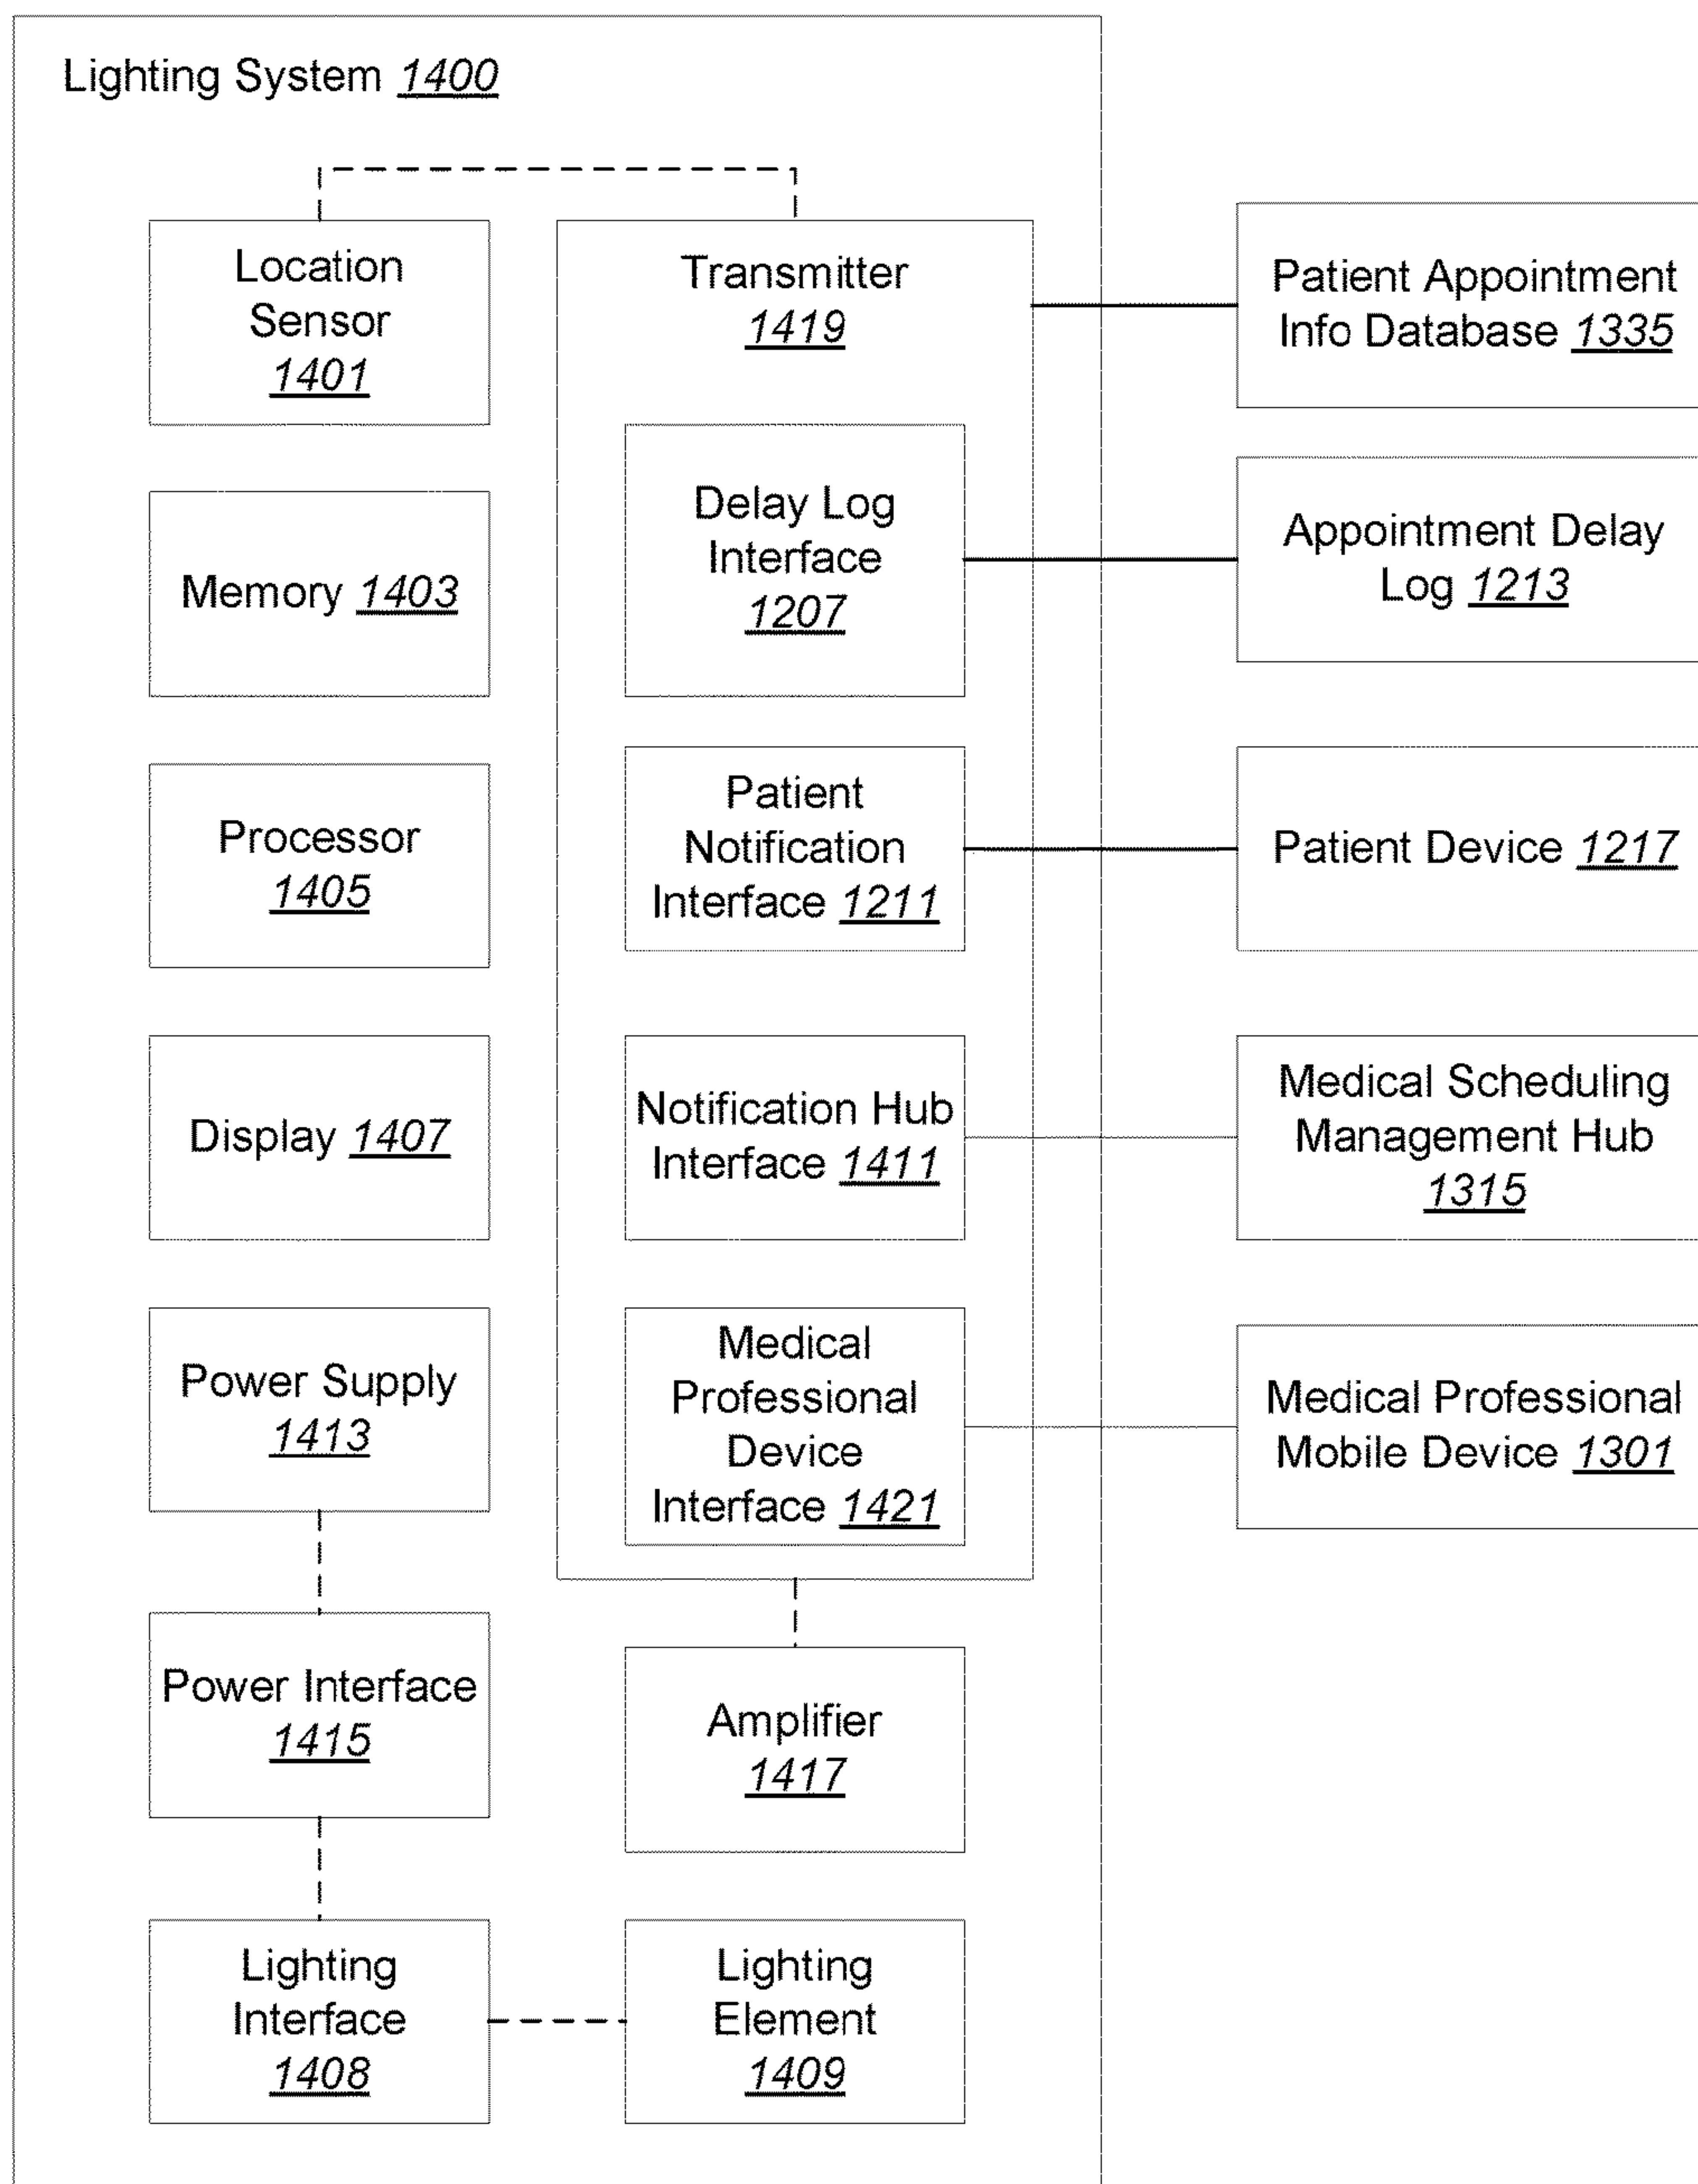 Lighting System 1400
Location
Sensor
1401
Memory 1403
Processor
1405
Display 1407
Power Supply
1413
Power Interface
1415
Lighting
Interface
1408
Transmitter
1419
Delay Log
Interface
1207
Patient
Notification
Interface 1211
Notification Hub
Interface 1411
Medical
Professional
Device
Interface 1421
Amplifier
1417
Lighting
Element
1409
Patient Appointment
Info Database 1335
Appointment Delay
Log 1213
Patient Device 1217
Medical Scheduling
Management Hub
1315
Medical Professional
Mobile Device 1301